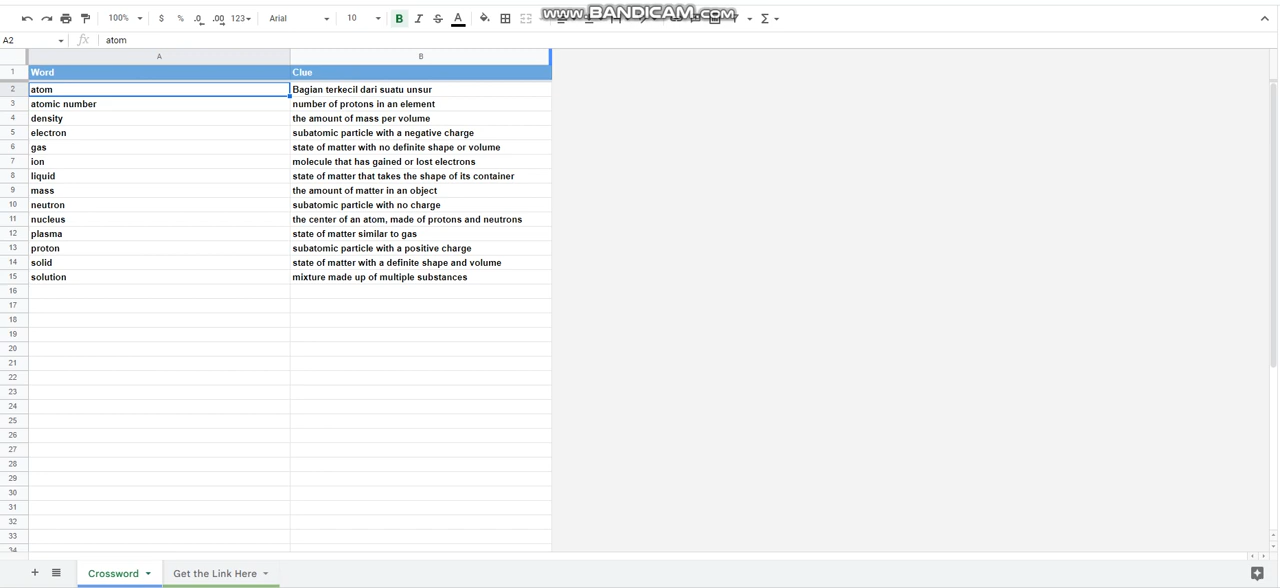 www.BANDICAM.com
100% $ % .0 .00 123 Arial 10 B I S A Σ
A2 fx atom
A B
1 Word Clue
2 atom Bagian terkecil dari suatu unsur
3 atomic number number of protons in an element
4 density the amount of mass per volume
5 electron subatomic particle with a negative charge
6 gas state of matter with no definite shape or volume
7 ion molecule that has gained or lost electrons
8 liquid state of matter that takes the shape of its container
9 mass the amount of matter in an object
10 neutron subatomic particle with no charge
11 nucleus the center of an atom, made of protons and neutrons
12 plasma state of matter similar to gas
13 proton subatomic particle with a positive charge
14 solid state of matter with a definite shape and volume
15 solution mixture made up of multiple substances
16
17
18
19
20
21
22
23
24
25
26
27
28
29
30
31
32
33
34
Crossword Get the Link Here